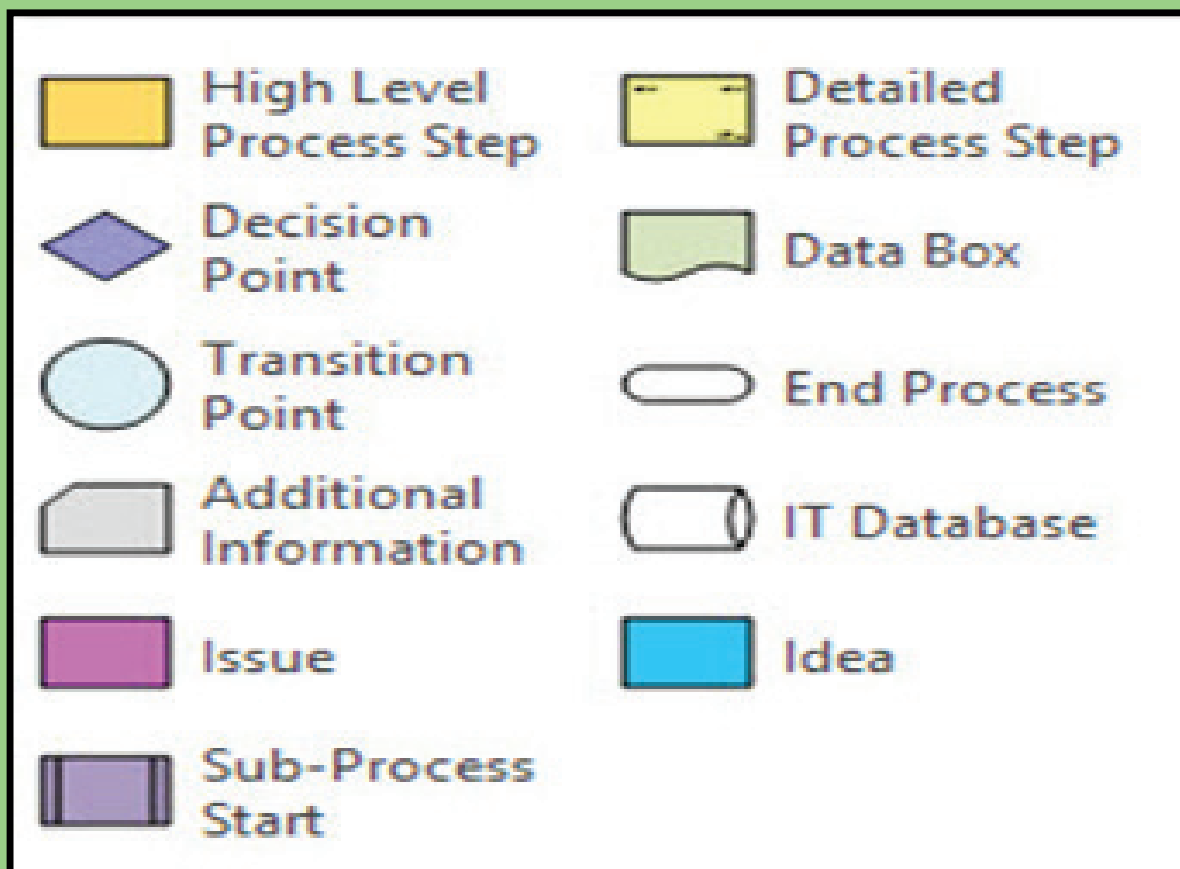 High Level
Process Step
Detailed
Process Step
Decision
Point
Data Box
Transition
Point
End Process
Additional
Information
IT Database
Issue
Idea
Sub-Process
Start